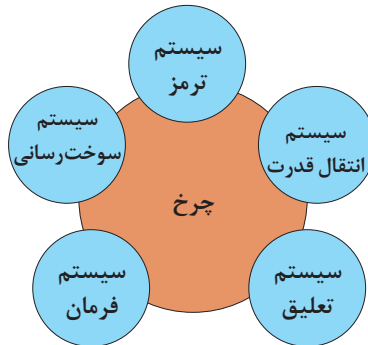 سیستم
ترمز
سیستم
انتقال قدرت
سیستم
سوخت‌رسانی
چرخ
سیستم
تعلیق
سیستم
فرمان